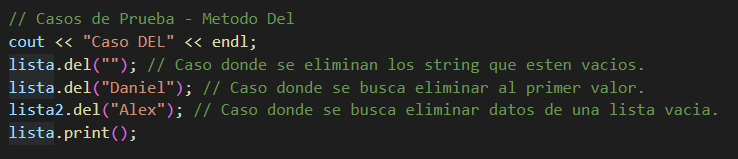 // Casos de Prueba - Metodo Del
cout << "Caso DEL" << endl;
lista.del(""); // Caso donde se eliminan los string que esten vacios.
lista.del("Daniel"); // Caso donde se busca eliminar al primer valor.
lista2.del("Alex"); // Caso donde se busca eliminar datos de una lista vacia.
lista.print();